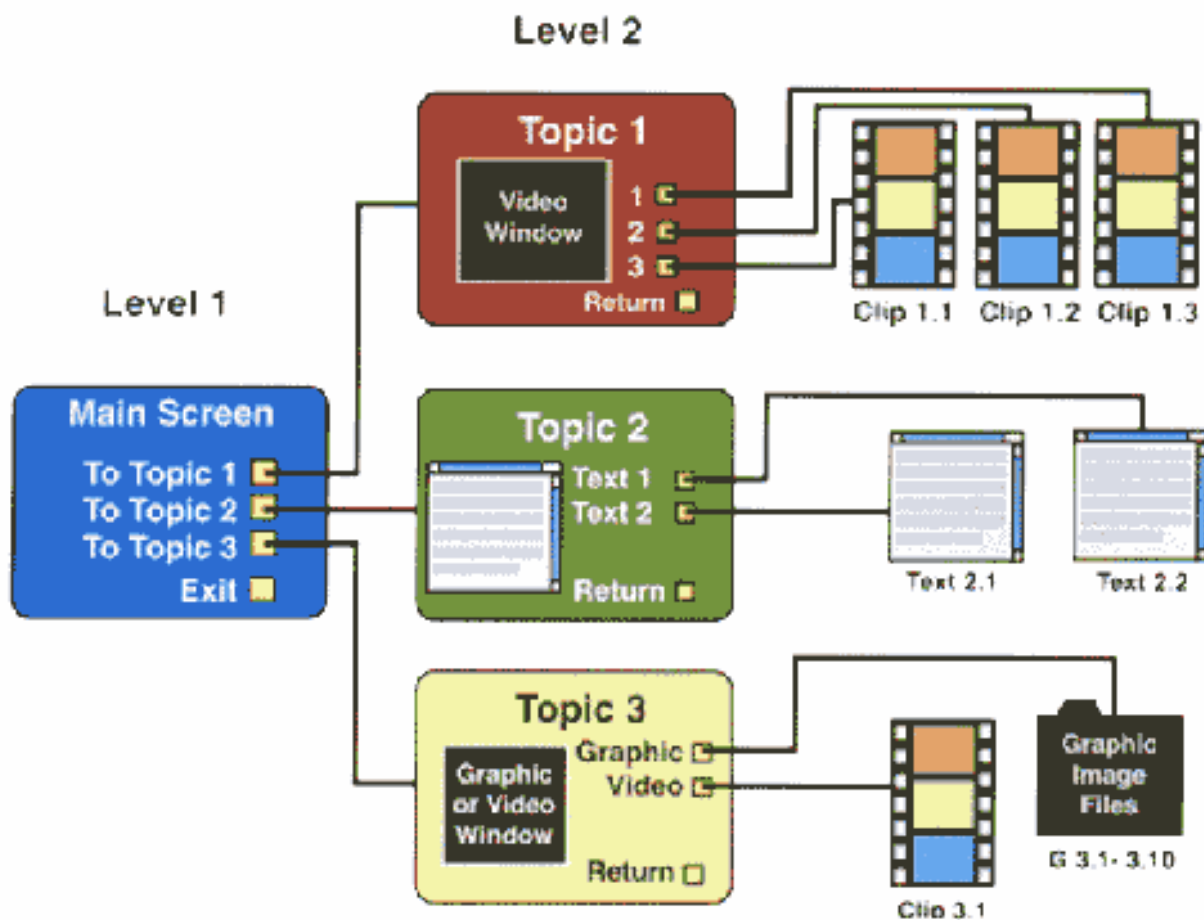 Level 2
Topic 1
Video
Window
1
2
3
Return
Clip 1.1
Clip 1.2
Clip 1.3
Level 1
Main Screen
To Topic 1
To Topic 2
To Topic 3
Exit
Topic 2
Text 1
Text 2
Return
Text 2.1
Text 2.2
Topic 3
Graphic
or Video
Window
Graphic
Video
Return
Clip 3.1
Graphic
Image
Files
G 3.1- 3.10